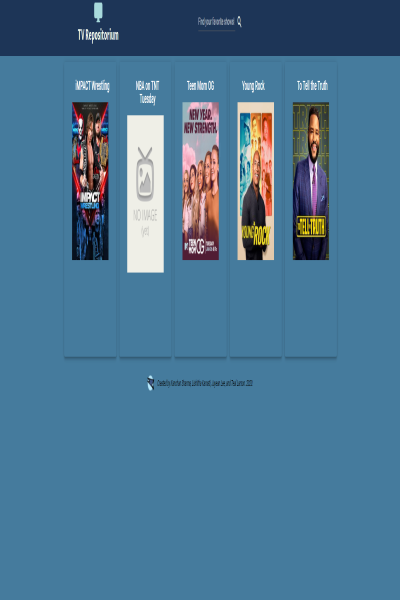 TV Repositorium
Find your favorite shows!
IMPACT Wrestling
NBA on TNT
Tuesday
Teen Mom OG
Young Rock
To Tell the Truth
IMPACT
WRESTLING
NO IMAGE
(yet)
NEW YEAR.
NEW STRENGTH.
TEEN
MOM OG
YOUNG ROCK
TO TELL THE TRUTH
Created by
2020